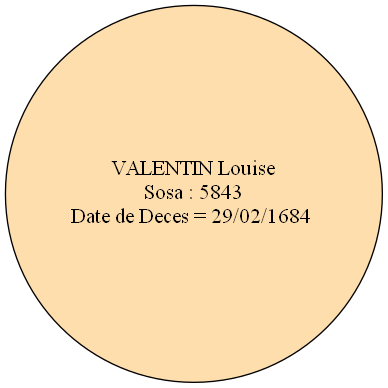 VALENTIN Louise
Sosa : 5843
Date de Deces = 29/02/1684